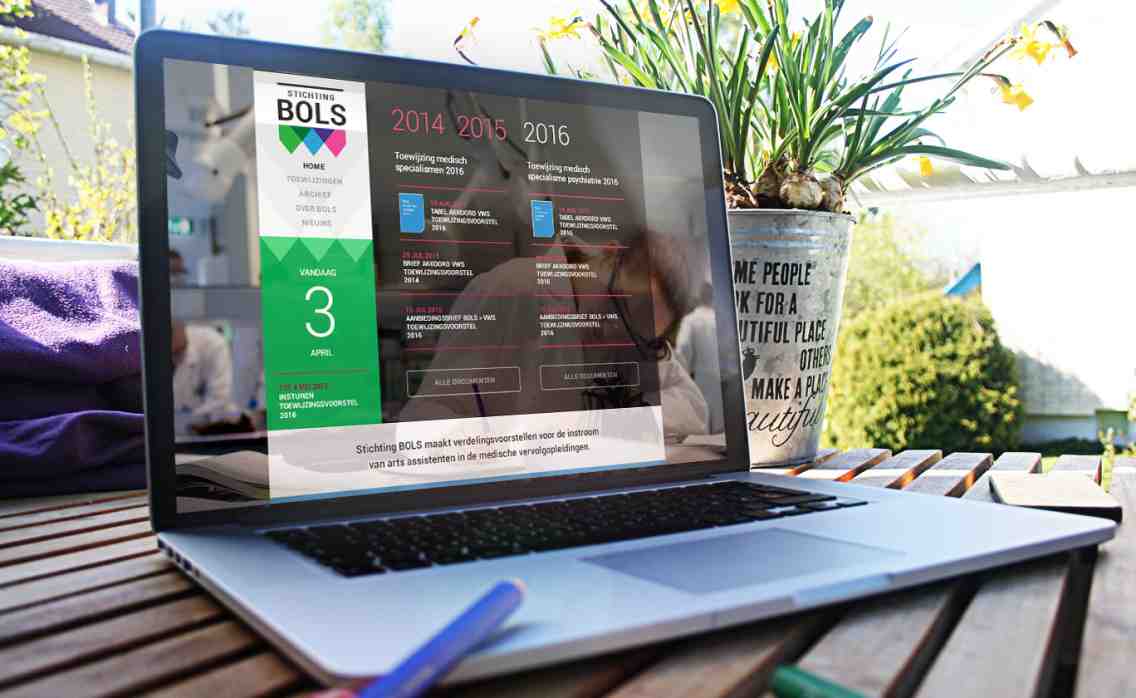 STICHTING
BOLS
HOME
TOEWIJZINGEN
ARCHIEF
OVER BOLS
NIEUWS
VANDAAG
3
APRIL
INSTUREN
TOEWIJZINGSVOORSTEL
2016
2014 2015 2016
Toewijzing medisch
specialismen 2016
TABEL AKKOORD VWS
TOEWIJZINGSVOORSTEL
2016
BRIEF AKKOORD VWS
TOEWIJZINGSVOORSTEL
2014
AANBIEDINGSBRIEF BOLS > VWS
TOEWIJZINGSVOORSTEL
2016
ALLE DOCUMENTEN
Toewijzing medisch
specialisme psychiatrie 2016
TABEL AKKOORD VWS
TOEWIJZINGSVOORSTEL
2016
BRIEF AKKOORD VWS
TOEWIJZINGSVOORSTEL
2016
AANBIEDINGSBRIEF BOLS > VWS
TOEWIJZINGSVOORSTEL
2016
ALLE DOCUMENTEN
Stichting BOLS maakt verdelingsvoorstellen voor de instroom
van arts assistenten in de medische vervolgopleidingen.
ME PEOPLE
K FOR A
UTIFUL PLACE
OTHERS
MAKE A PLA
autiful